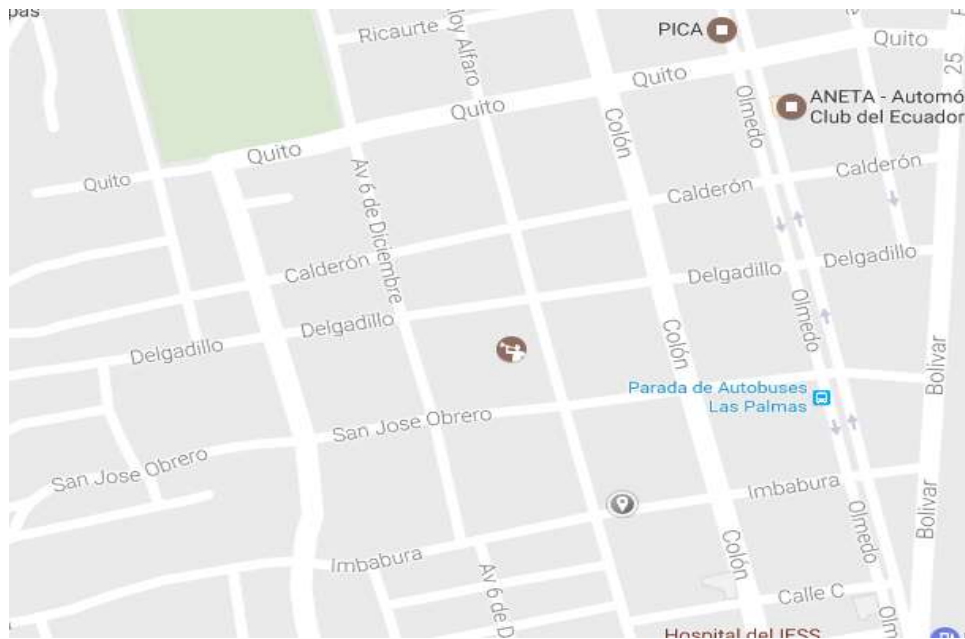 pas
Ricaurte
Eloy Alfaro
PICA
Quito
25
Quito
Olmedo
ANETA - Automó
Club del Ecuador
Quito
Colón
Quito
Quito
Av 6 de Diciembre
Calderón
Calderón
Calderón
Delgadillo
Delgadillo
Delgadillo
Delgadillo
Olmedo
Colón
Bolivar
Parada de Autobuses
Las Palmas
San Jose Obrero
San Jose Obrero
Imbabura
Bolivar
Olmedo
Imbabura
Colón
Av 6 de D
Calle C
Olm
Hospital del IESS